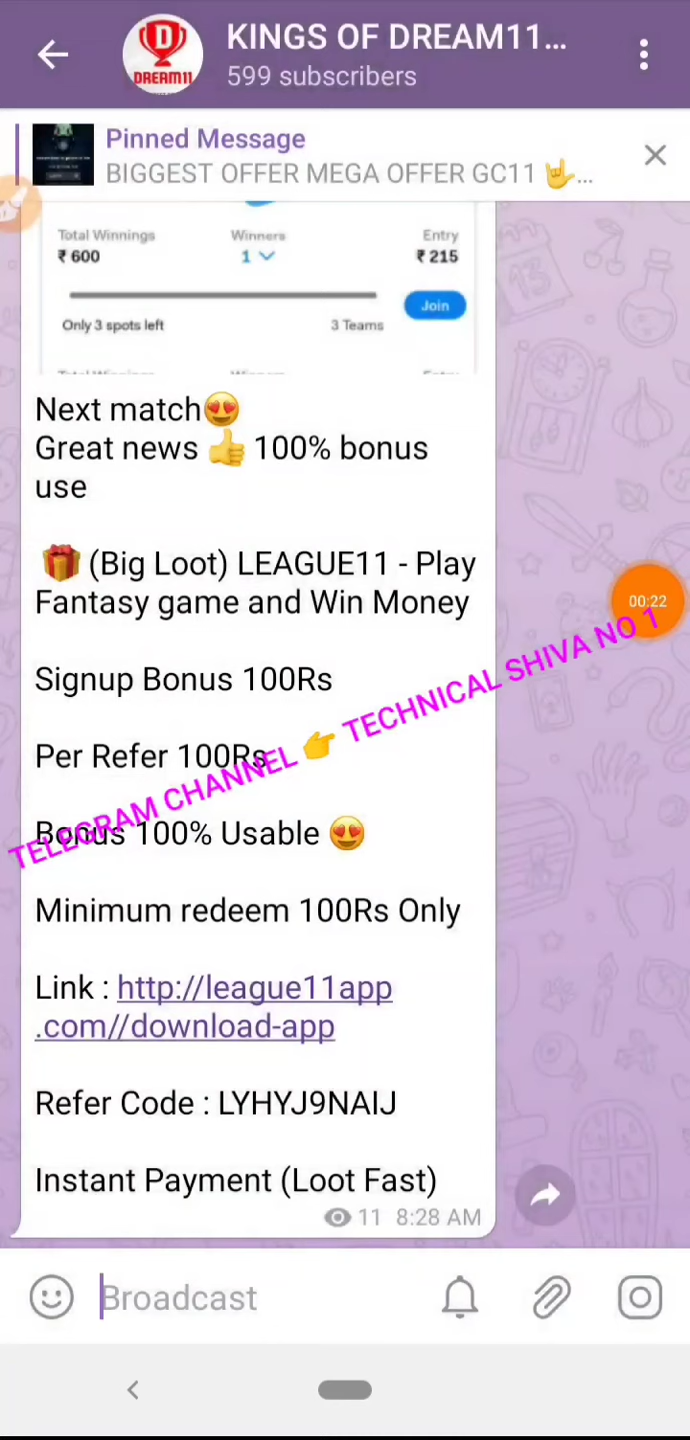 KINGS OF DREAM11...
599 subscribers
DREAM11
Pinned Message
BIGGEST OFFER MEGA OFFER GC11 🤟...
Total Winnings
Winners
Entry
₹ 600
1
₹ 215
Join
Only 3 spots left
3 Teams
Next match😍
Great news 👍 100% bonus
use
🎁 (Big Loot) LEAGUE11 - Play
Fantasy game and Win Money
00:22
Signup Bonus 100Rs
Per Refer 100Rs
TELEGRAM CHANNEL 👉 TECHNICAL SHIVA NO 1
Bonus 100% Usable 😍
Minimum redeem 100Rs Only
Link : http://league11app
.com//download-app
Refer Code : LYHYJ9NAIJ
Instant Payment (Loot Fast)
11 8:28 AM
Broadcast